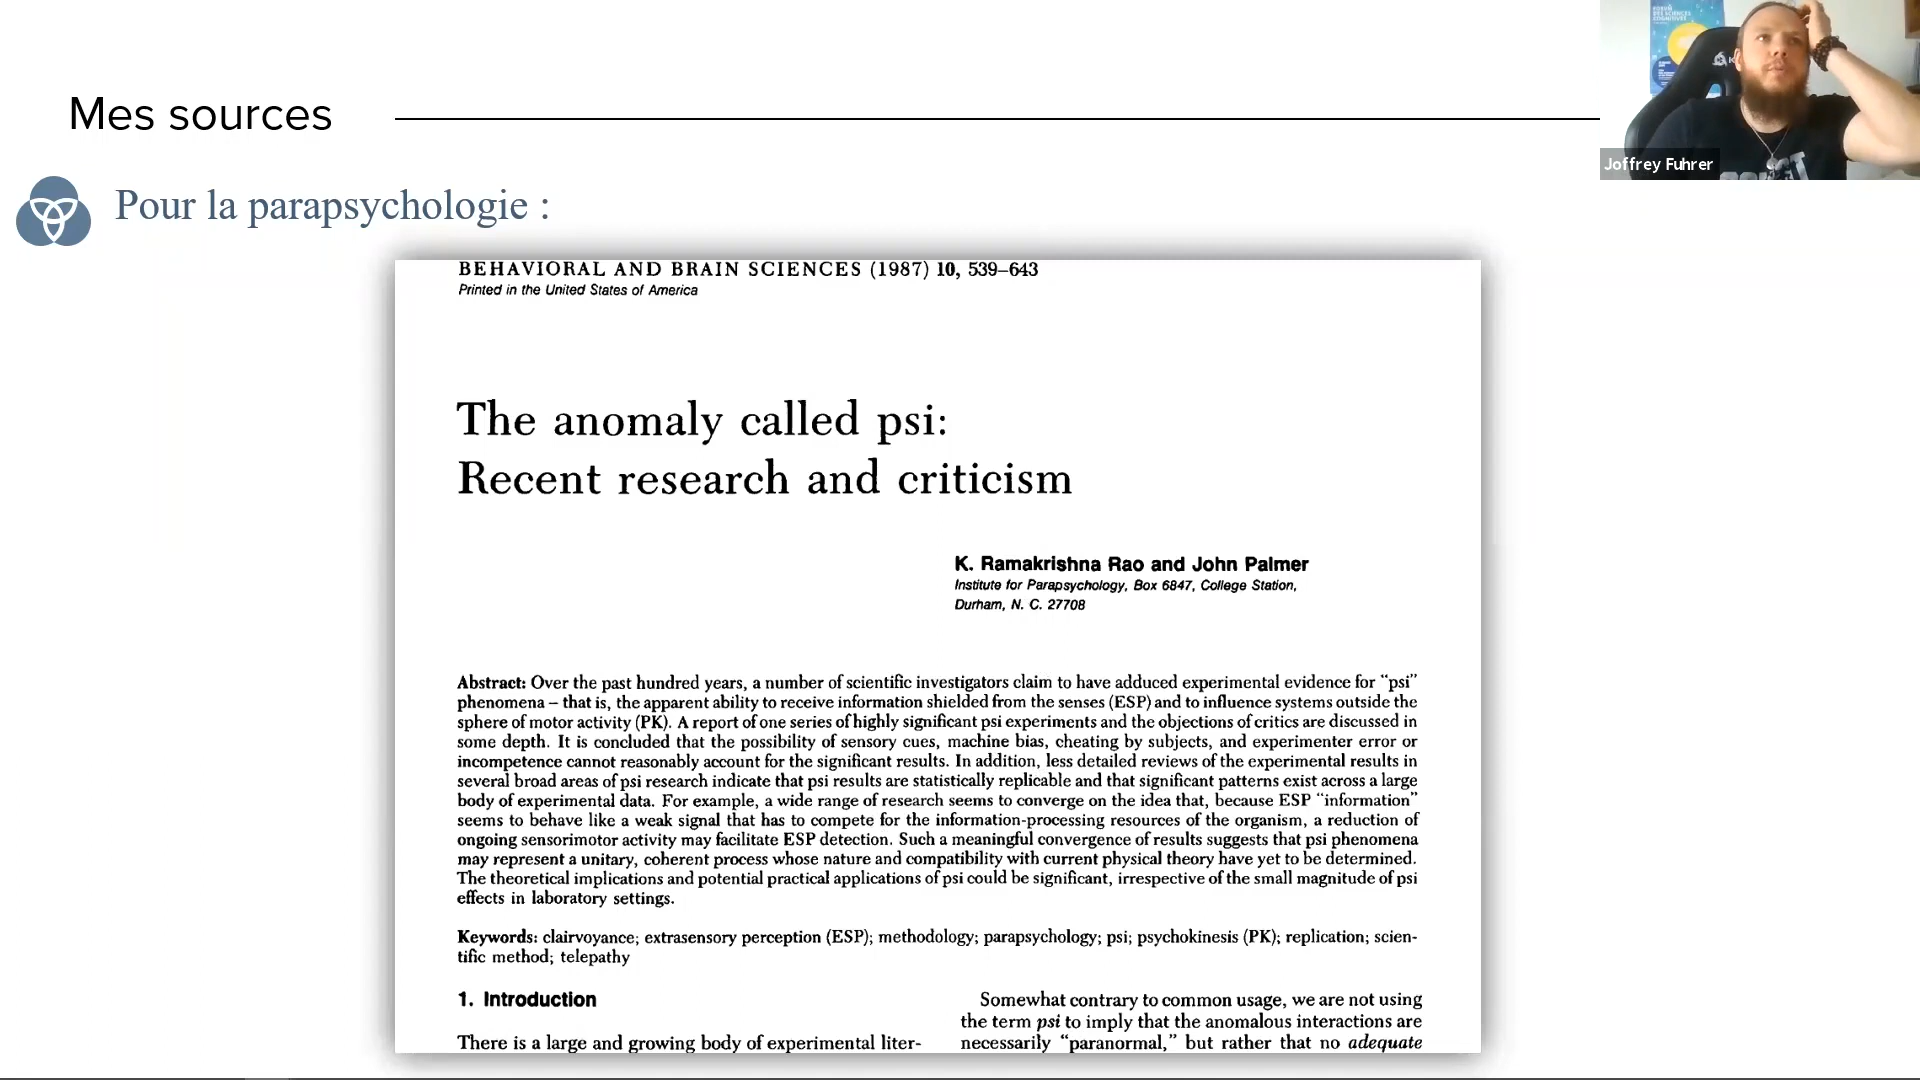 Mes sources
Joffrey Fuhrer
Pour la parapsychologie :
BEHAVIORAL AND BRAIN SCIENCES (1987) 10, 539–643
Printed in the United States of America
The anomaly called psi:
Recent research and criticism
K. Ramakrishna Rao and John Palmer
Institute for Parapsychology, Box 6847, College Station,
Durham, N. C. 27708
Abstract: Over the past hundred years, a number of scientific investigators claim to have adduced experimental evidence for “psi”
phenomena – that is, the apparent ability to receive information shielded from the senses (ESP) and to influence systems outside the
sphere of motor activity (PK). A report of one series of highly significant psi experiments and the objections of critics are discussed in
some depth. It is concluded that the possibility of sensory cues, machine bias, cheating by subjects, and experimenter error or
incompetence cannot reasonably account for the significant results. In addition, less detailed reviews of the experimental results in
several broad areas of psi research indicate that psi results are statistically replicable and that significant patterns exist across a large
body of experimental data. For example, a wide range of research seems to converge on the idea that, because ESP “information”
seems to behave like a weak signal that has to compete for the information-processing resources of the organism, a reduction of
ongoing sensorimotor activity may facilitate ESP detection. Such a meaningful convergence of results suggests that psi phenomena
may represent a unitary, coherent process whose nature and compatibility with current physical theory have yet to be determined.
The theoretical implications and potential practical applications of psi could be significant, irrespective of the small magnitude of psi
effects in laboratory settings.
Keywords: clairvoyance; extrasensory perception (ESP); methodology; parapsychology; psi; psychokinesis (PK); replication; scien-
tific method; telepathy
1. Introduction
There is a large and growing body of experimental liter-
Somewhat contrary to common usage, we are not using
the term psi to imply that the anomalous interactions are
necessarily “paranormal,” but rather that no adequate